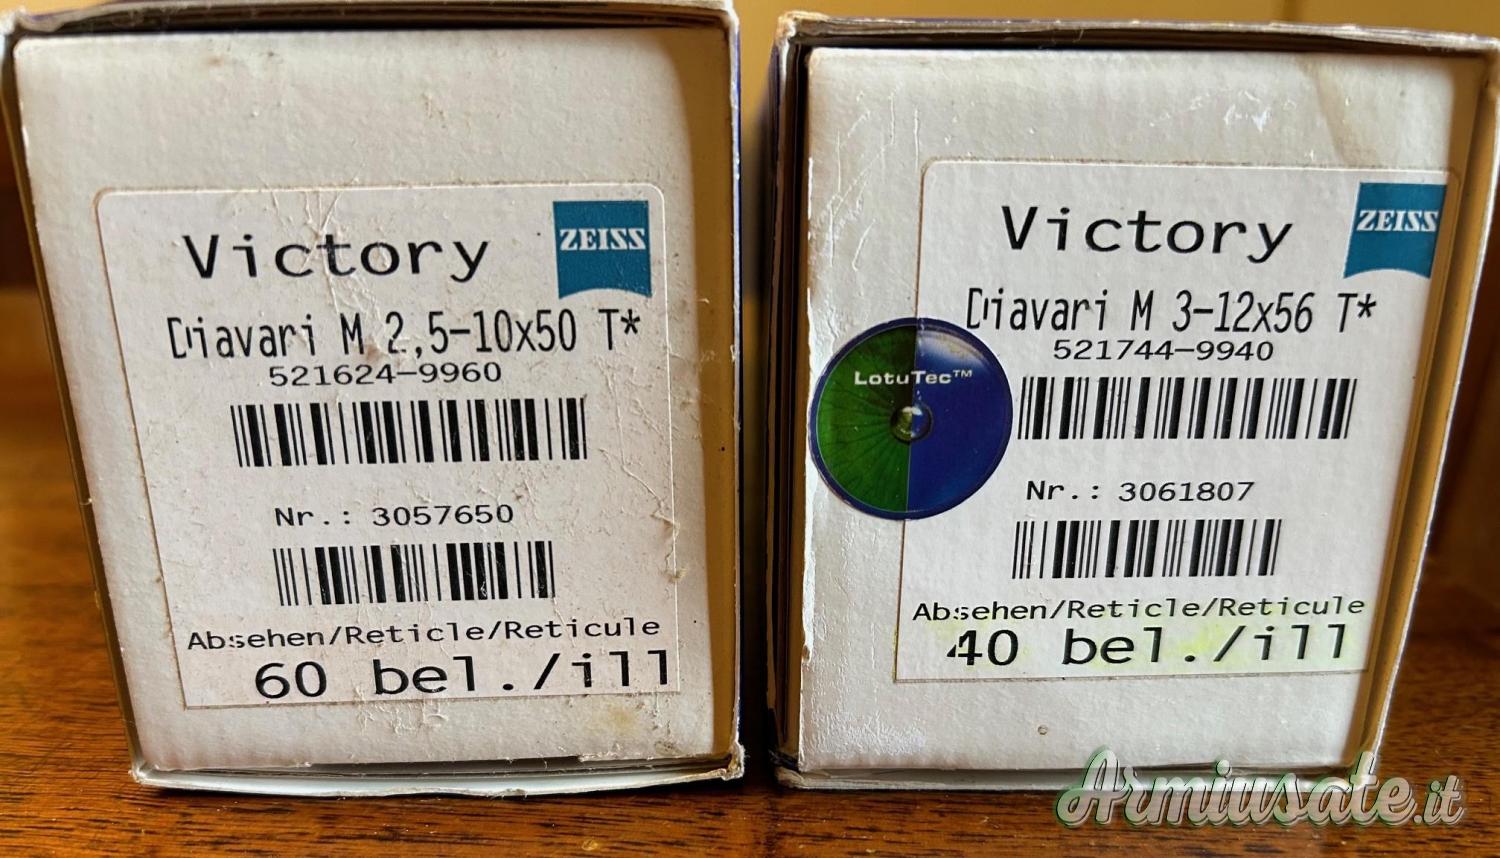 Victory
ZEISS
Diavari M 2,5-10x50 T*
521624-9960
Nr.: 3057650
Absehen/Reticle/Reticule
60 bel./ill
Victory
ZEISS
Diavari M 3-12x56 T*
521744-9940
LotuTec™
Nr.: 3061807
Absehen/Reticle/Reticule
40 bel./ill
Armiusate.it